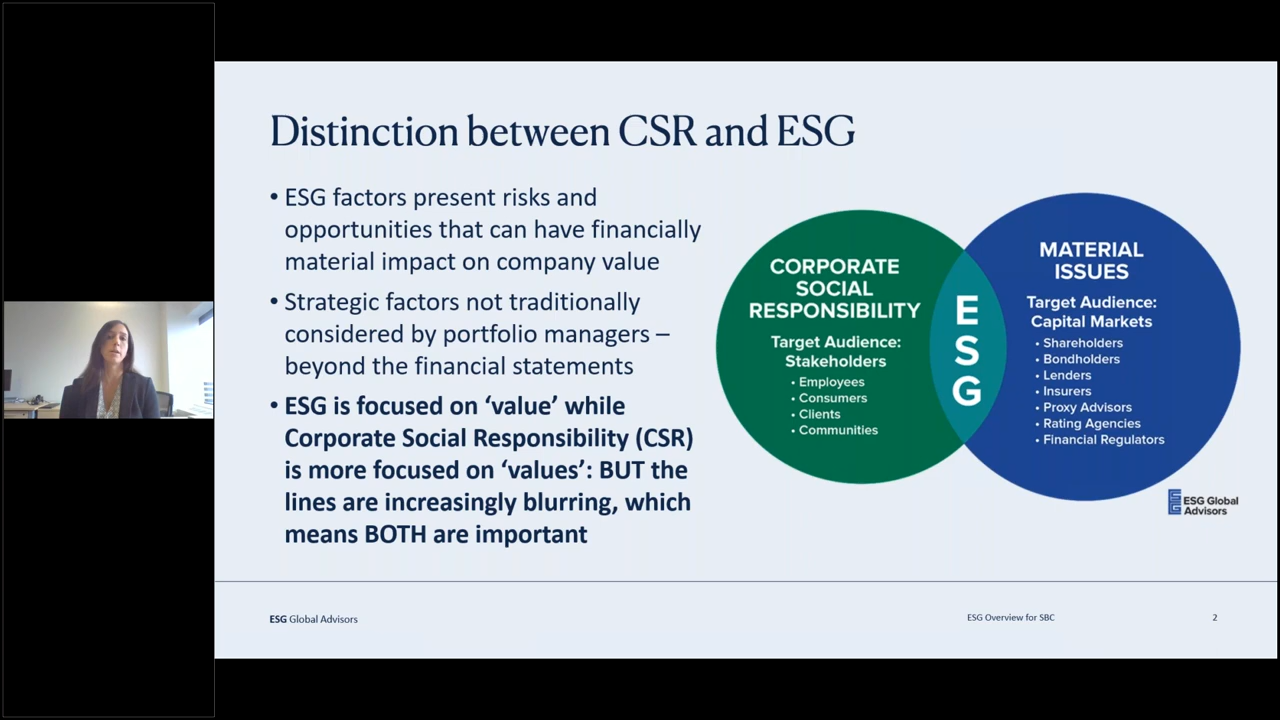 Distinction between CSR and ESG
• ESG factors present risks and
opportunities that can have financially
material impact on company value
• Strategic factors not traditionally
considered by portfolio managers –
beyond the financial statements
• ESG is focused on ‘value’ while
Corporate Social Responsibility (CSR)
is more focused on ‘values’: BUT the
lines are increasingly blurring, which
means BOTH are important
CORPORATE
SOCIAL
RESPONSIBILITY
Target Audience:
Stakeholders
• Employees
• Consumers
• Clients
• Communities
E
S
G
MATERIAL
ISSUES
Target Audience:
Capital Markets
• Shareholders
• Bondholders
• Lenders
• Insurers
• Proxy Advisors
• Rating Agencies
• Financial Regulators
ESG Global
Advisors
ESG Global Advisors
ESG Overview for SBC
2